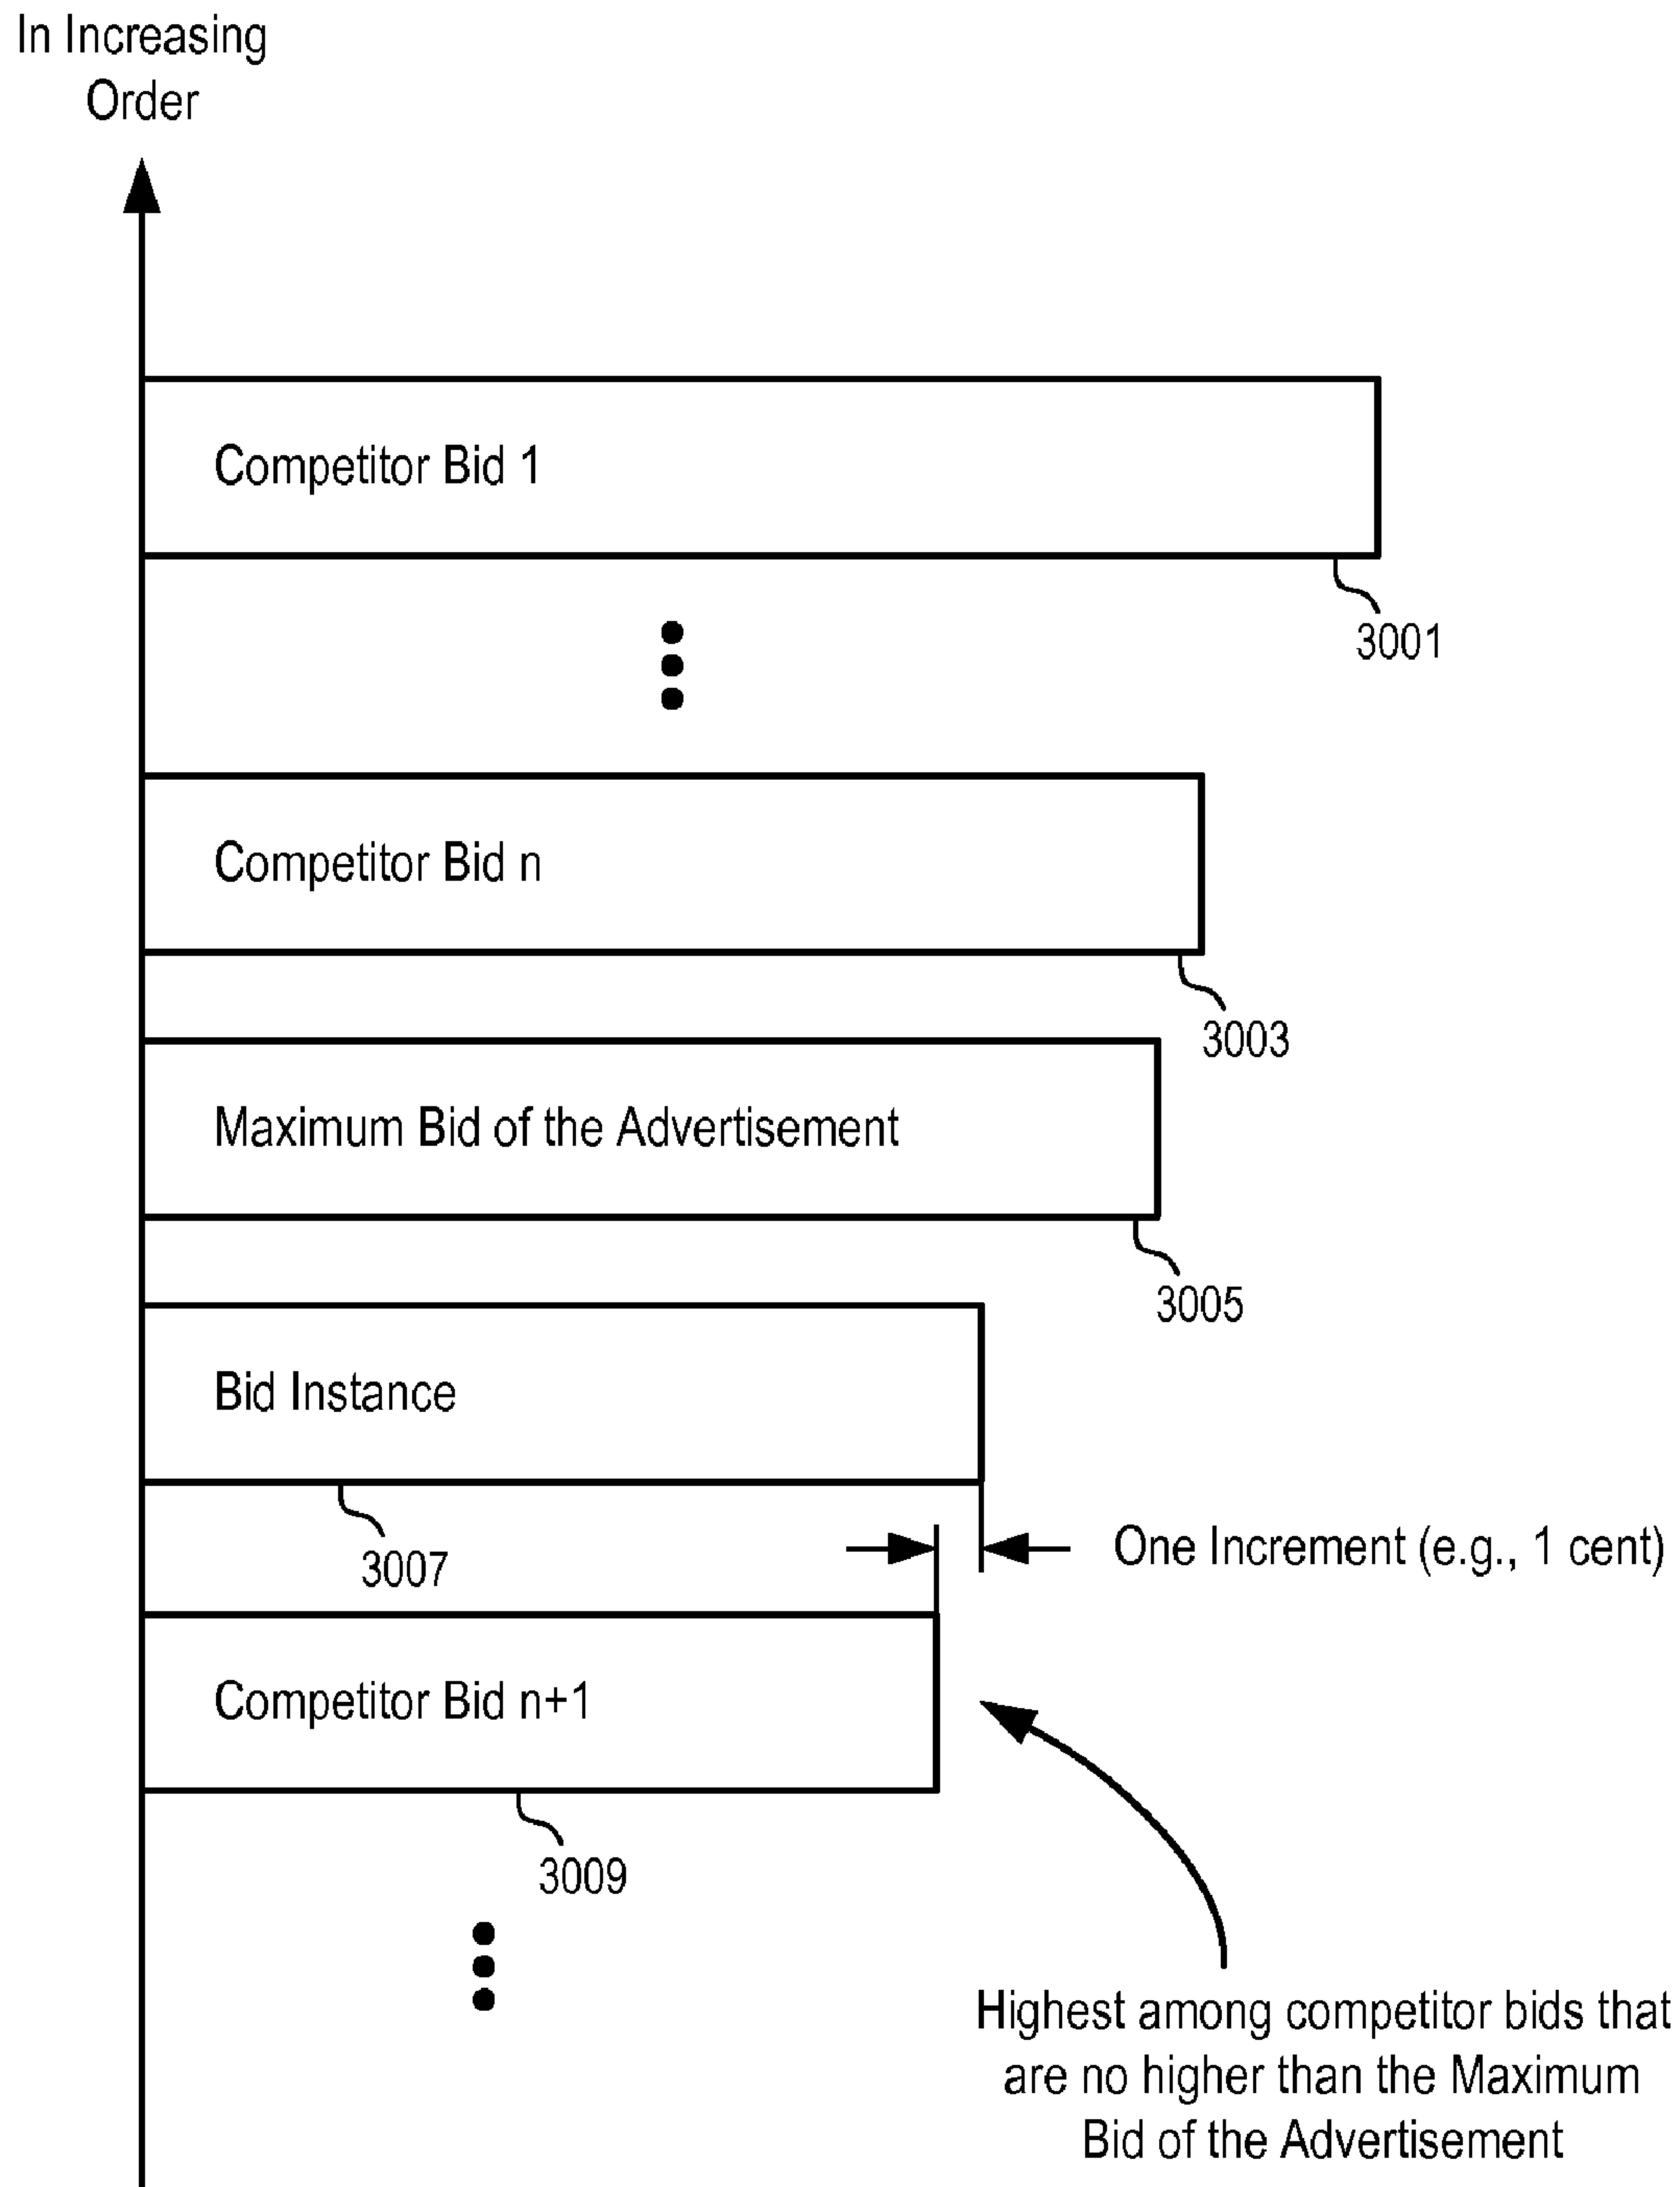 In Increasing
Order
Competitor Bid 1
3001
Competitor Bid n
3003
Maximum Bid of the Advertisement
3005
Bid Instance
3007
One Increment (e.g., 1 cent)
Competitor Bid n+1
3009
Highest among competitor bids that
are no higher than the Maximum
Bid of the Advertisement